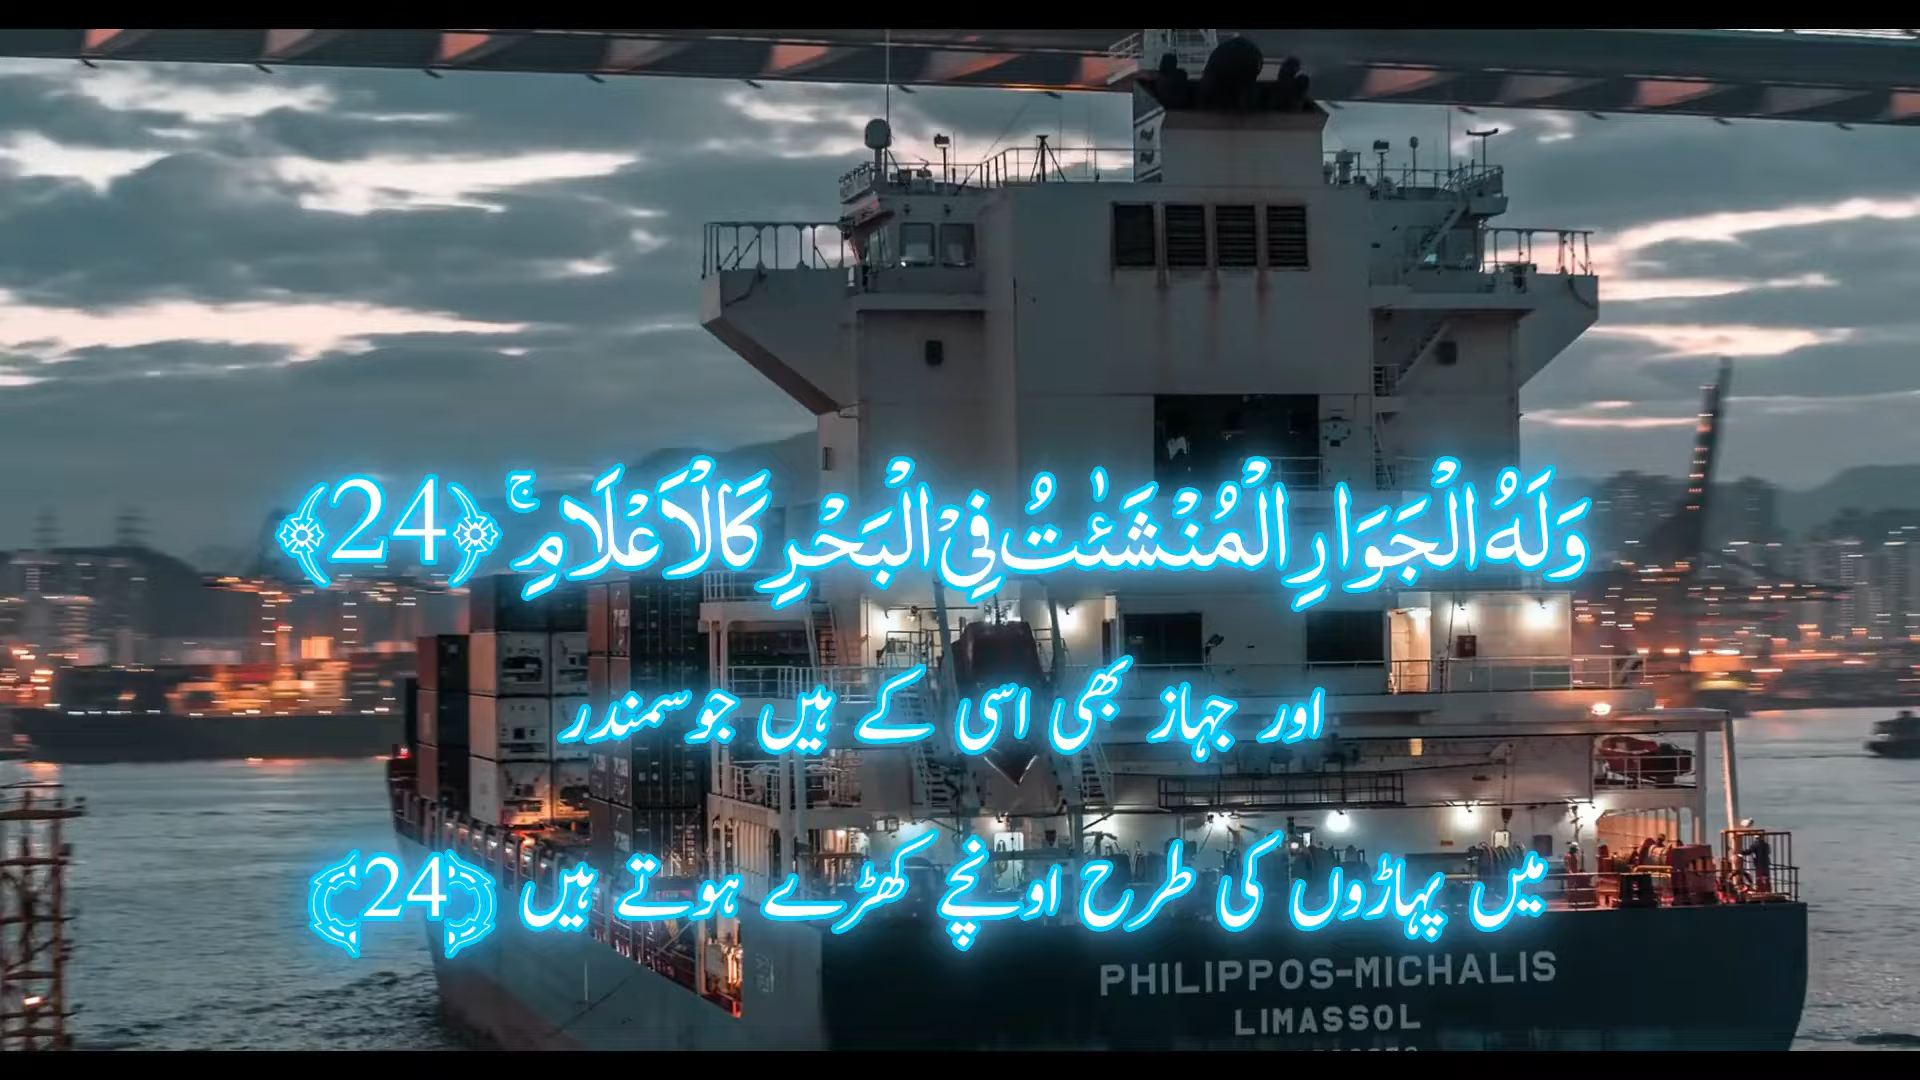 وَلَهُ الْجَوَارِ الْمُنْشَـٰٔتُ فِیْ الْبَحْرِ كَالْاَعْلَامِ ۚ ﴿24﴾
اور جہاز بھی اسی کے ہیں جو سمندر
میں پہاڑوں کی طرح اونچے کھڑے ہوتے ہیں ﴿24﴾
PHILIPPOS-MICHALIS
LIMASSOL